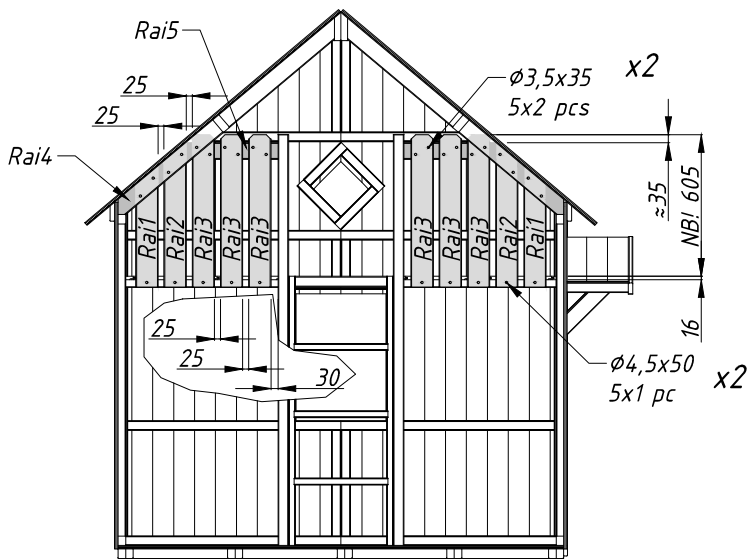 Rai5
x2
Ø3,5x35
5x2 pcs
25
25
Rai4
≈35
NB! 605
Rai1
Rai2
Rai3
Rai3
Rai3
Rai3
Rai3
Rai3
Rai2
Rai1
16
25
25
30
Ø4,5x50
5x1 pc
x2